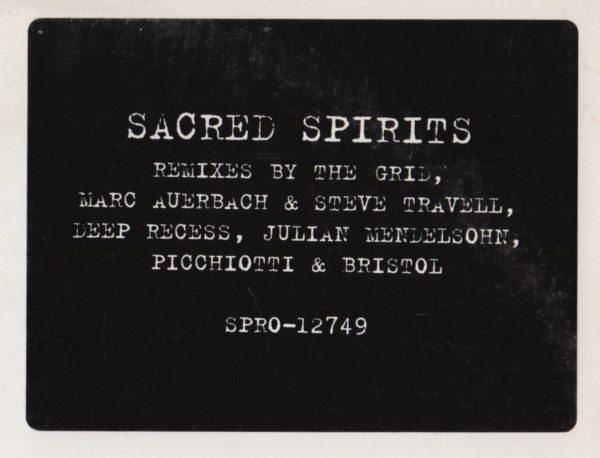 SACRED SPIRITS
REMIXES BY THE GRID,
MARC AUERBACH & STEVE TRAVELL,
DEEP RECESS, JULIAN MENDELSOHN,
PICCHIOTTI & BRISTOL
SPRO-12749